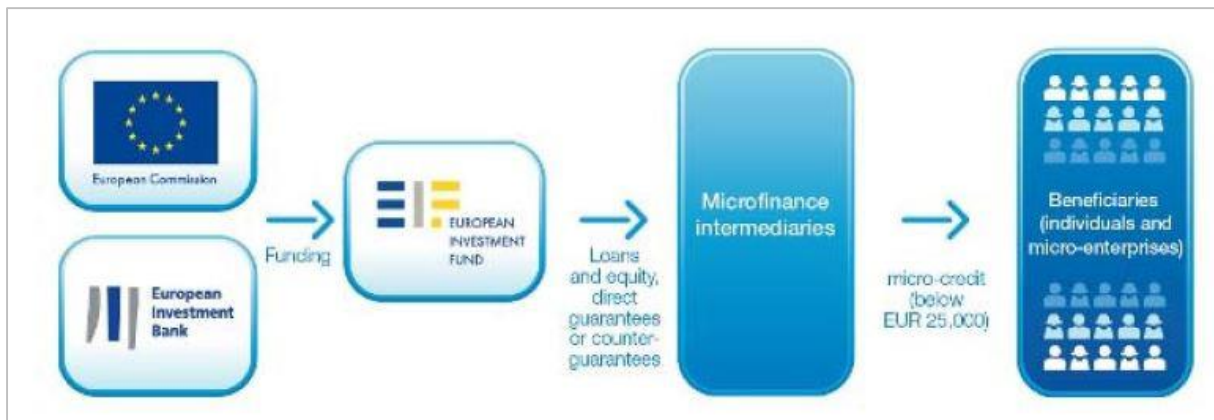 European Commission
European
Investment
Bank
Funding
EUROPEAN
INVESTMENT
FUND
Loans
and equity,
direct
guarantees
or counter-
guarantees
Microfinance
intermediaries
micro-credit
(below
EUR 25,000)
Beneficiaries
(individuals and
micro-enterprises)